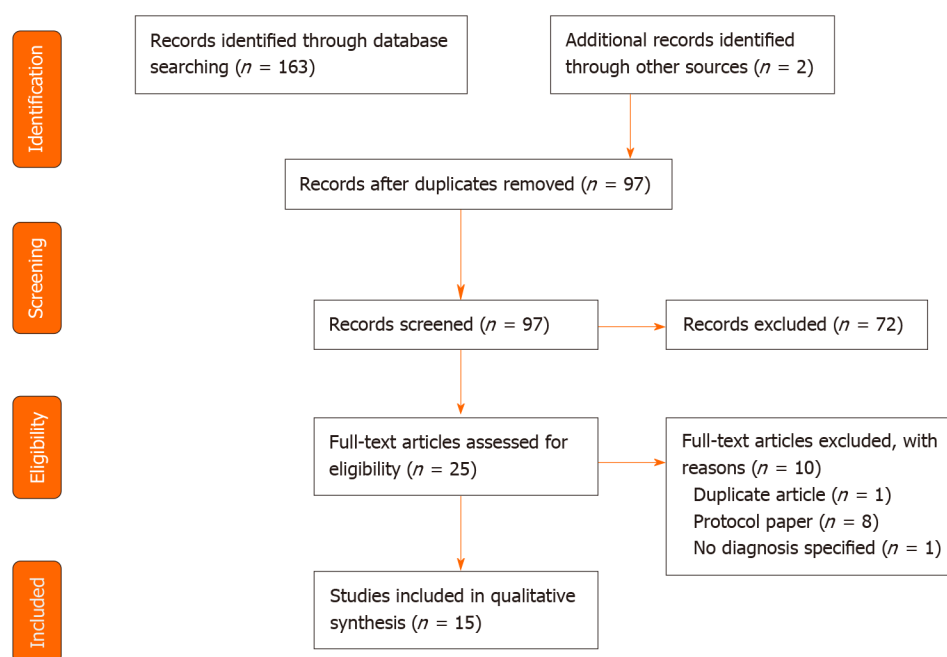 Identification
Records identified through database
searching (n = 163)
Additional records identified
through other sources (n = 2)
Records after duplicates removed (n = 97)
Screening
Records screened (n = 97)
Records excluded (n = 72)
Eligibility
Full-text articles assessed for
eligibility (n = 25)
Full-text articles excluded, with
reasons (n = 10)
Duplicate article (n = 1)
Protocol paper (n = 8)
No diagnosis specified (n = 1)
Included
Studies included in qualitative
synthesis (n = 15)